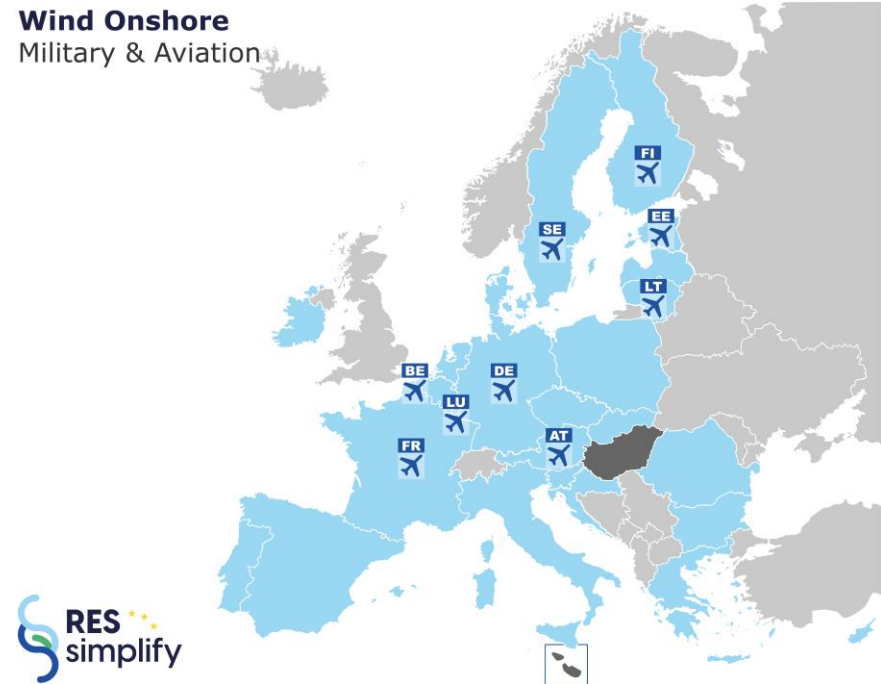 Wind Onshore
Military & Aviation
FI
SE
EE
LT
BE
DE
LU
AT
FR
RES
simplify